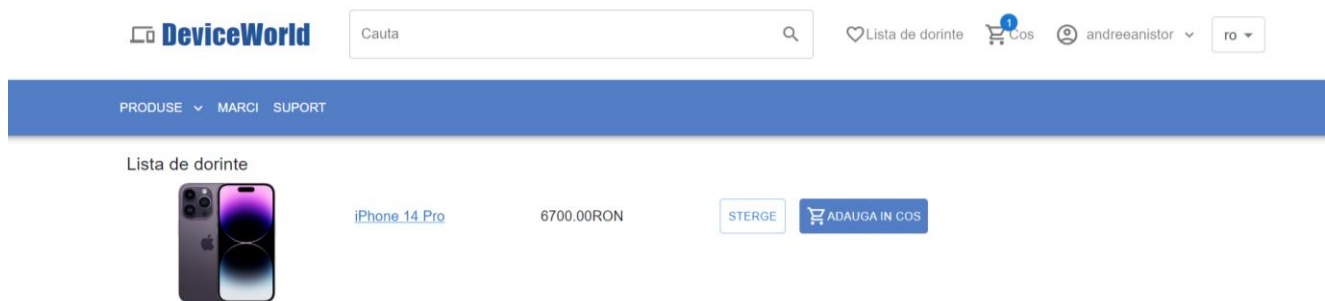 DeviceWorld
Cauta
Lista de dorinte
1
Cos
andreeanistor
ro
PRODUSE
MARCI
SUPORT
Lista de dorinte
iPhone 14 Pro
6700.00RON
STERGE
ADAUGA IN COS